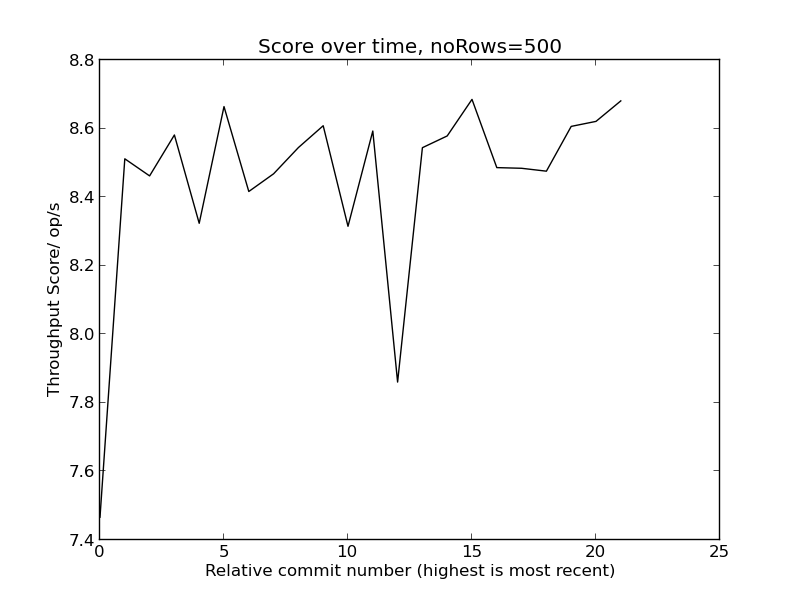 Score over time, noRows=500
8.8
8.6
8.4
8.2
8.0
7.8
7.6
7.4
Throughput Score/ op/s
0 5 10 15 20 25
Relative commit number (highest is most recent)